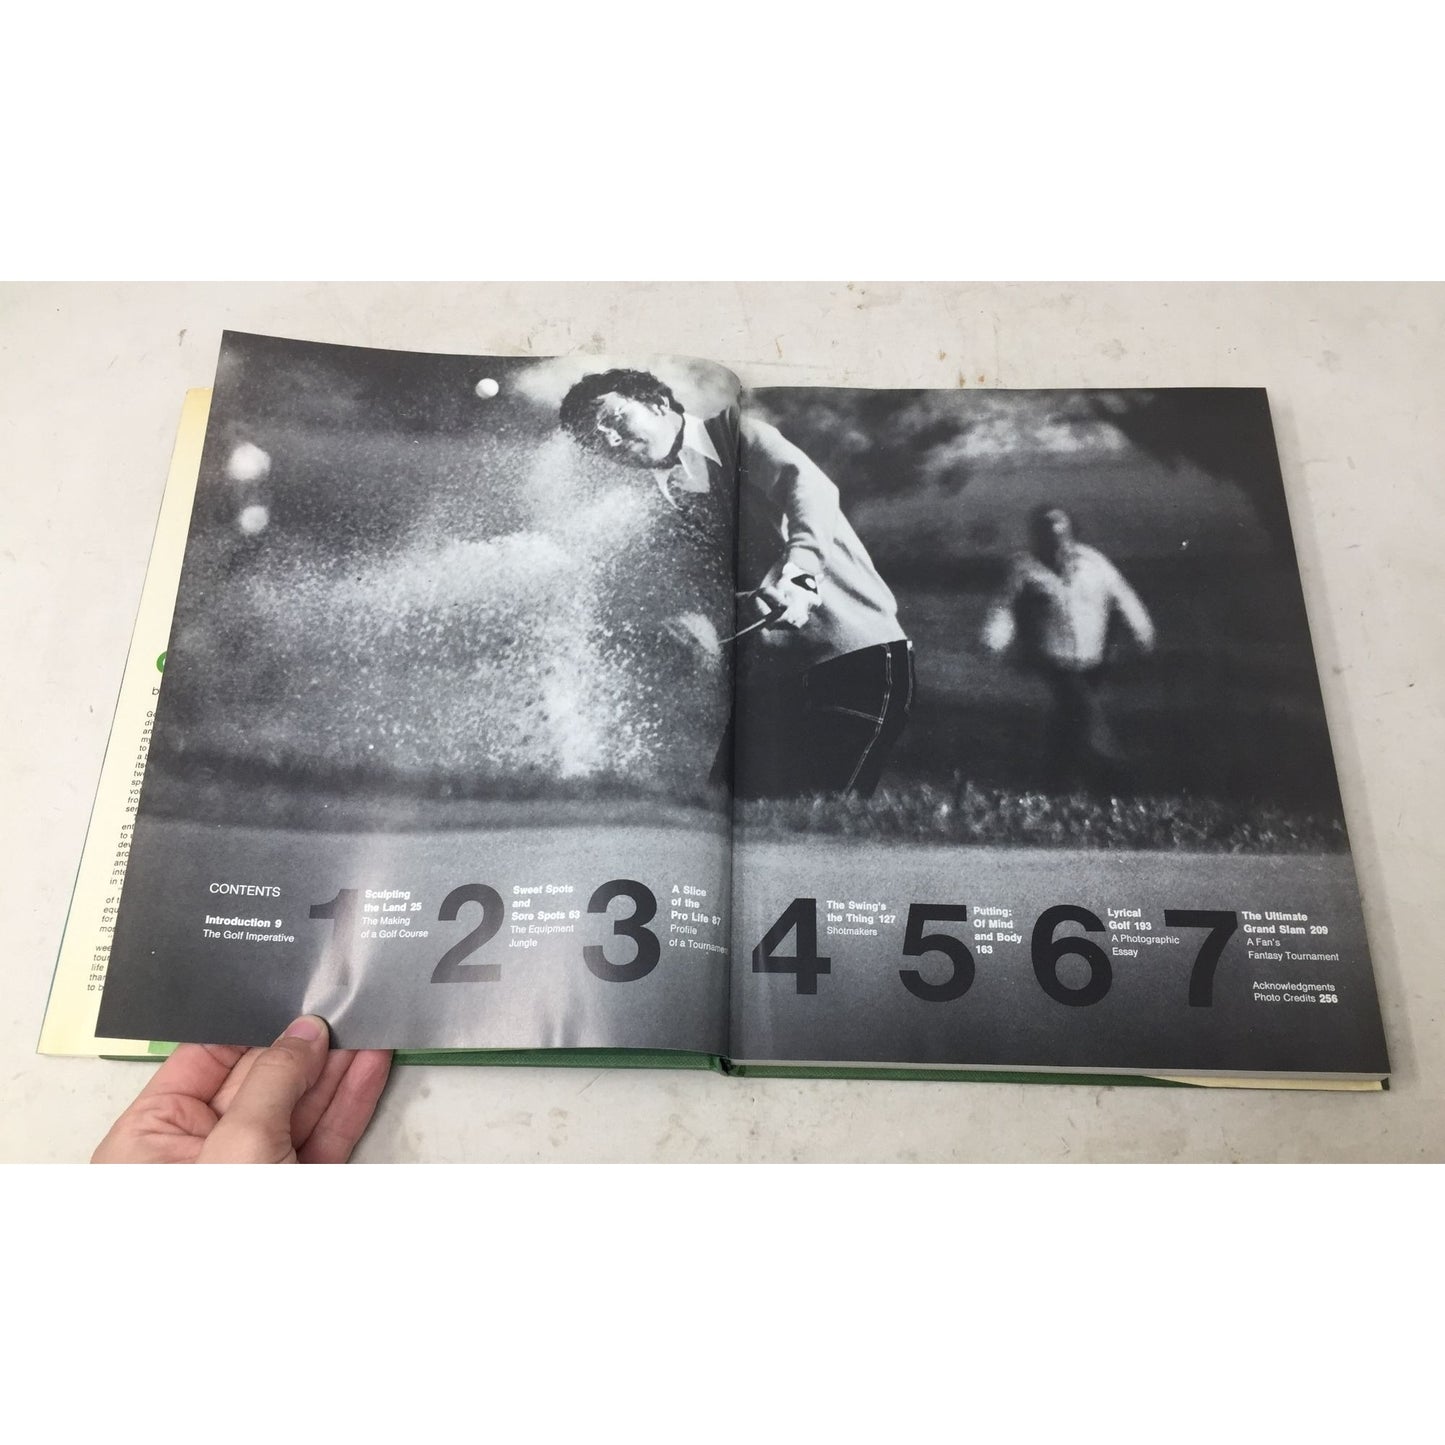 CONTENTS
Introduction 9
The Golf Imperative
1
Sculpting
the Land 25
The Making
of a Golf Course
2
Sweet Spots
and
Sore Spots 63
The Equipment
Jungle
3
A Slice
of the
Pro Life 87
Profile
of a Tournament
4
The Swing's
the Thing 127
Shotmakers
5
Putting:
Of Mind
and Body
163
6
Lyrical
Golf 193
A Photographic
Essay
7
The Ultimate
Grand Slam 209
A Fan's
Fantasy Tournament
Acknowledgments
Photo Credits 256